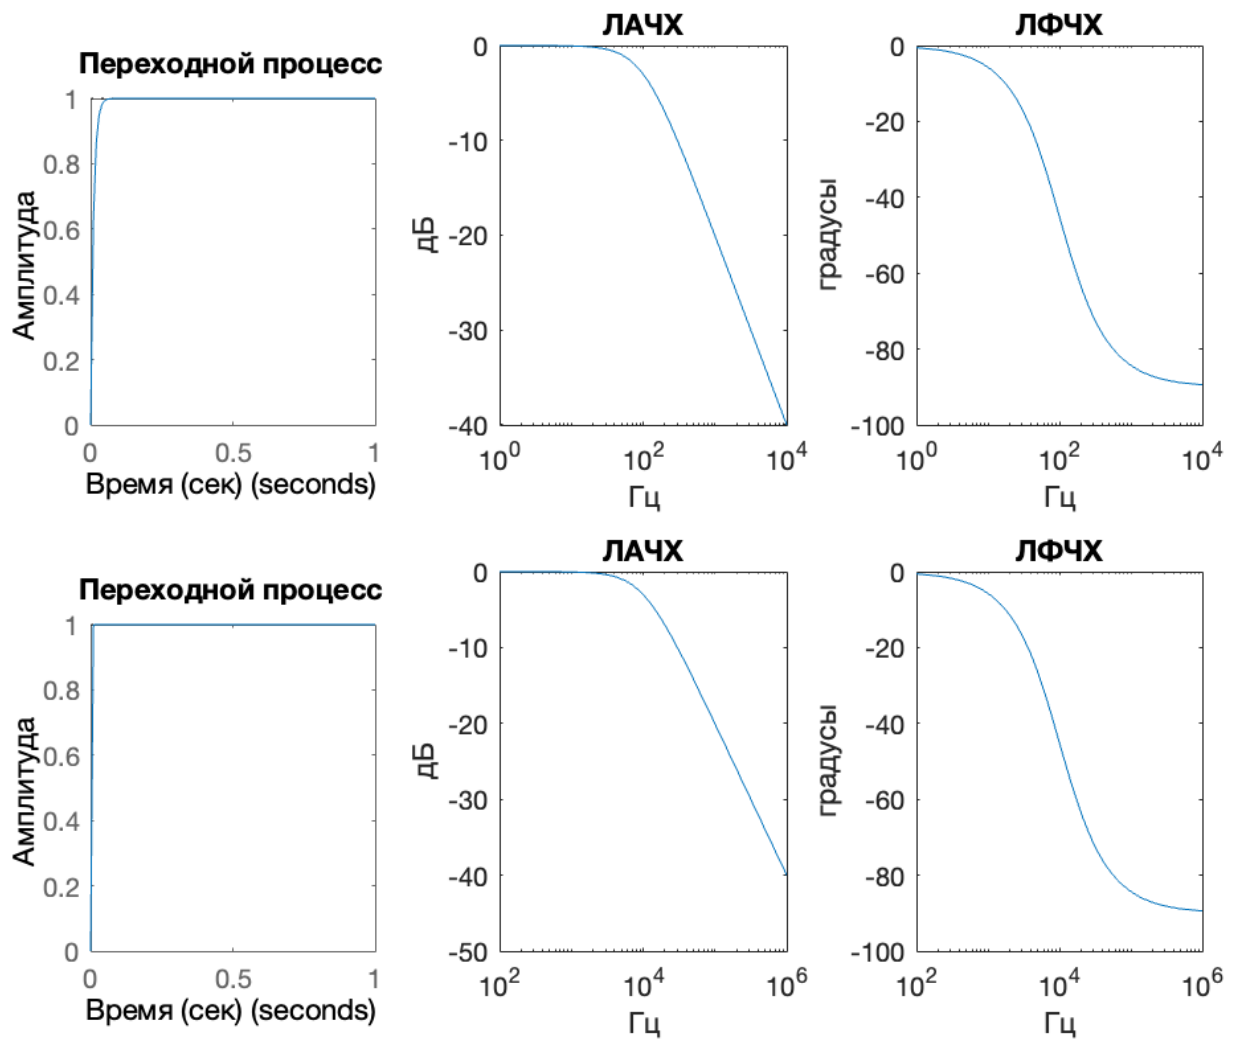 Переходной процесс
1
0.8
0.6
0.4
0.2
0
Амплитуда
0 0.5 1
Время (сек) (seconds)
ЛАЧХ
0
-10
-20
-30
-40
дБ
10^0 10^2 10^4
Гц
ЛФЧХ
0
-20
-40
-60
-80
-100
градусы
10^0 10^2 10^4
Гц
Переходной процесс
1
0.8
0.6
0.4
0.2
0
Амплитуда
0 0.5 1
Время (сек) (seconds)
ЛАЧХ
0
-10
-20
-30
-40
-50
дБ
10^2 10^4 10^6
Гц
ЛФЧХ
0
-20
-40
-60
-80
-100
градусы
10^2 10^4 10^6
Гц